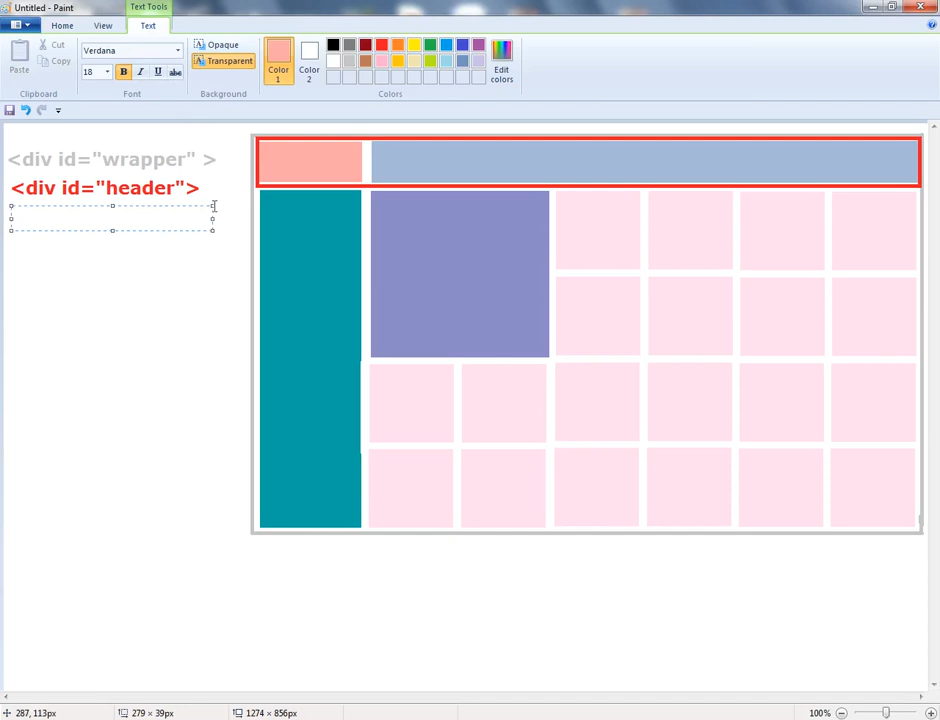 Untitled - Paint
Text Tools
Home View Text
Paste
Cut
Copy
Clipboard
Verdana
18 B I U abc
Font
Opaque
Transparent
Background
Color 1
Color 2
Edit colors
Colors
<div id="wrapper" >
<div id="header">
287, 113px
279 × 39px
1274 × 856px
100%